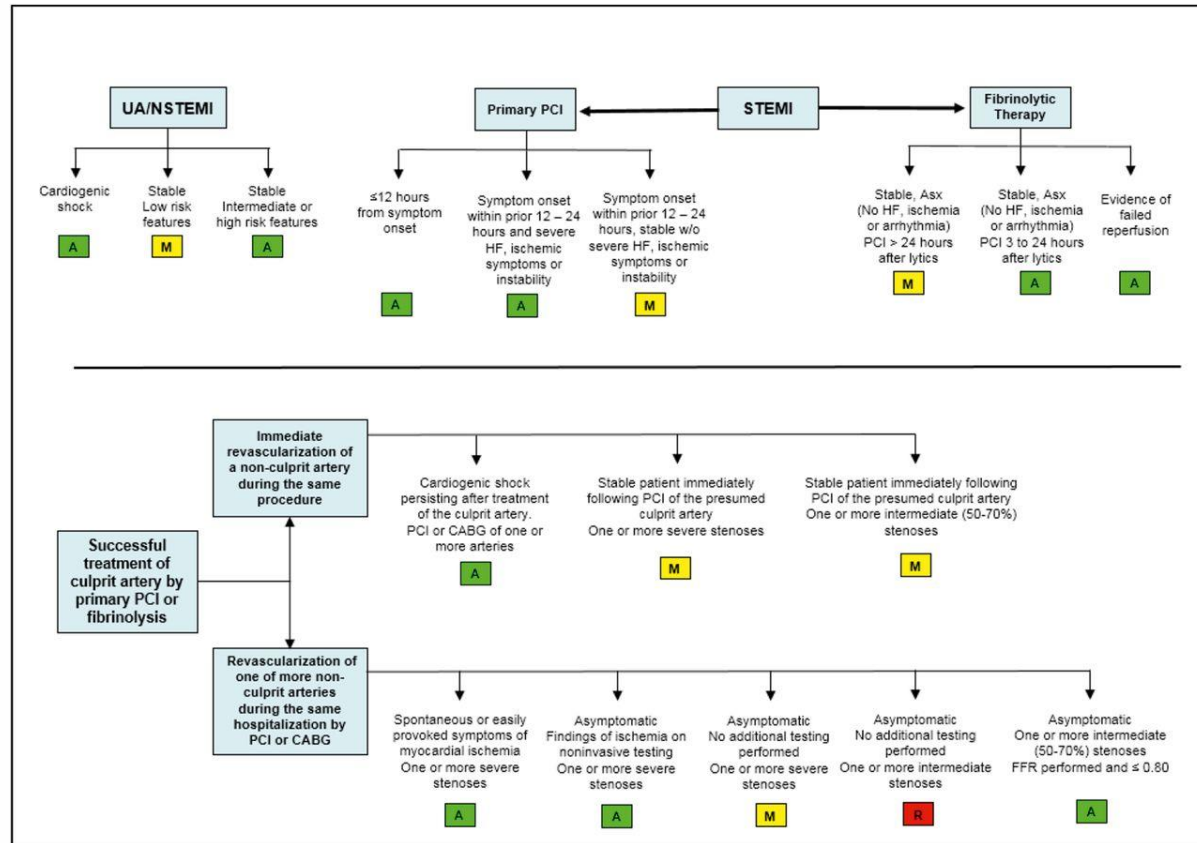 UA/NSTEMI
Cardiogenic
shock
A
Stable
Low risk
features
M
Stable
Intermediate or
high risk features
A
Primary PCI
STEMI
Fibrinolytic
Therapy
≤12 hours
from symptom
onset
A
Symptom onset
within prior 12 – 24
hours and severe
HF, ischemic
symptoms or
instability
A
Symptom onset
within prior 12 – 24
hours, stable w/o
severe HF, ischemic
symptoms or
instability
M
Stable, Asx
(No HF, ischemia
or arrhythmia)
PCI > 24 hours
after lytics
M
Stable, Asx
(No HF, ischemia
or arrhythmia)
PCI 3 to 24 hours
after lytics
A
Evidence of
failed
reperfusion
A
Successful
treatment of
culprit artery by
primary PCI or
fibrinolysis
Immediate
revascularization of
a non-culprit artery
during the same
procedure
Cardiogenic shock
persisting after treatment
of the culprit artery.
PCI or CABG of one or
more arteries
A
Stable patient immediately
following PCI of the presumed
culprit artery
One or more severe stenoses
M
Stable patient immediately following
PCI of the presumed culprit artery
One or more intermediate (50-70%)
stenoses
M
Revascularization of
one of more non-
culprit arteries
during the same
hospitalization by
PCI or CABG
Spontaneous or easily
provoked symptoms of
myocardial ischemia
One or more severe
stenoses
A
Asymptomatic
Findings of ischemia on
noninvasive testing
One or more severe
stenoses
A
Asymptomatic
No additional testing
performed
One or more severe
stenoses
M
Asymptomatic
No additional testing
performed
One or more intermediate
stenoses
R
Asymptomatic
One or more intermediate
(50-70%) stenoses
FFR performed and ≤ 0.80
A